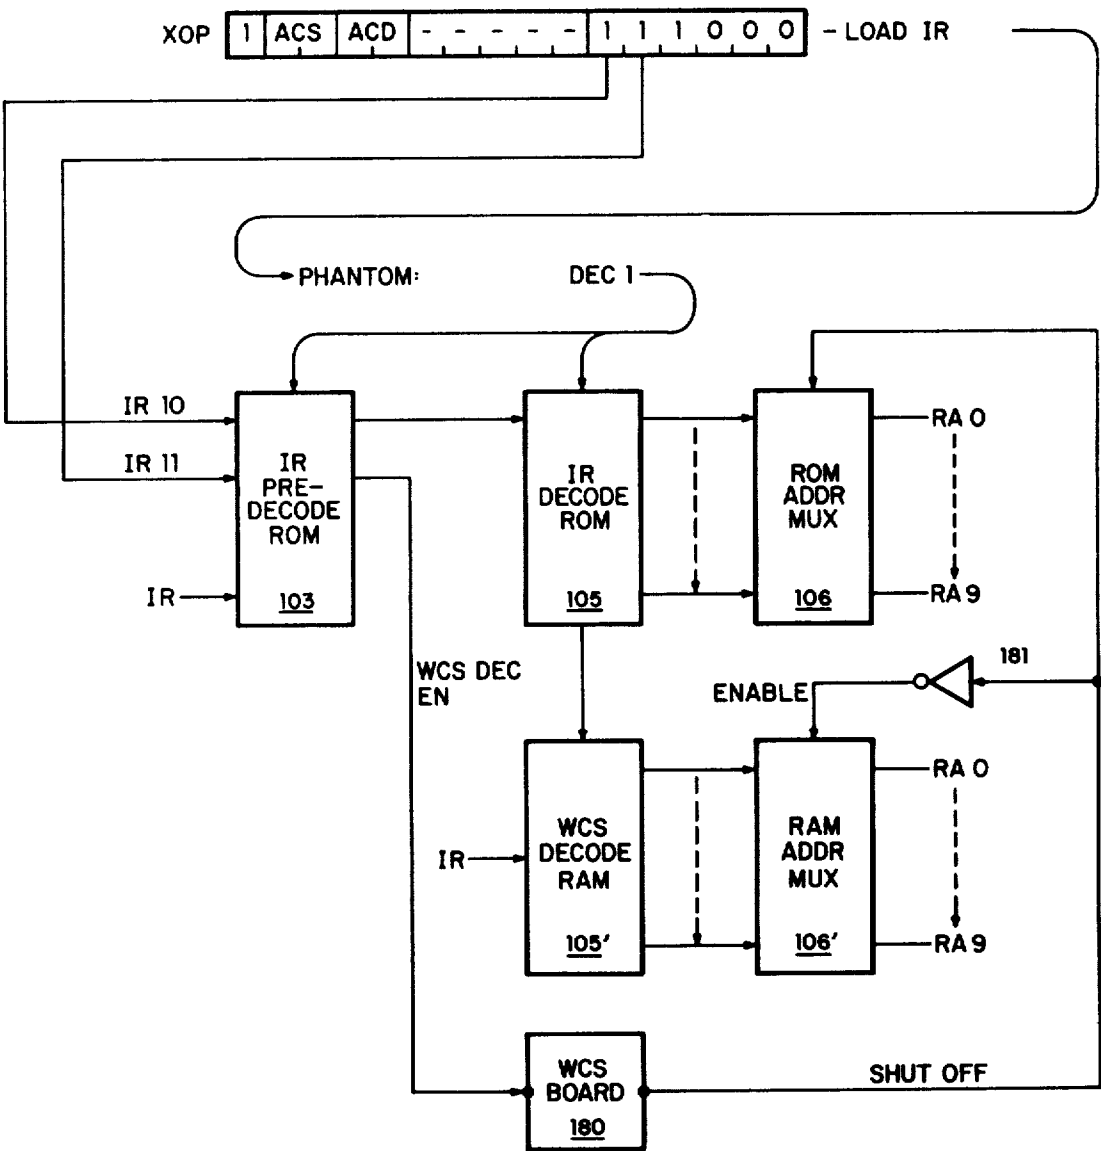 XOP 1 ACS ACD - - - - - 1 1 1 0 0 0 - LOAD IR
PHANTOM: DEC 1
IR 10
IR 11
IR
IR
PRE-
DECODE
ROM
103
IR
DECODE
ROM
105
ROM
ADDR
MUX
106
RA 0
RA 9
WCS DEC
EN
ENABLE
181
IR
WCS
DECODE
RAM
105'
RAM
ADDR
MUX
106'
RA 0
RA 9
WCS
BOARD
180
SHUT OFF